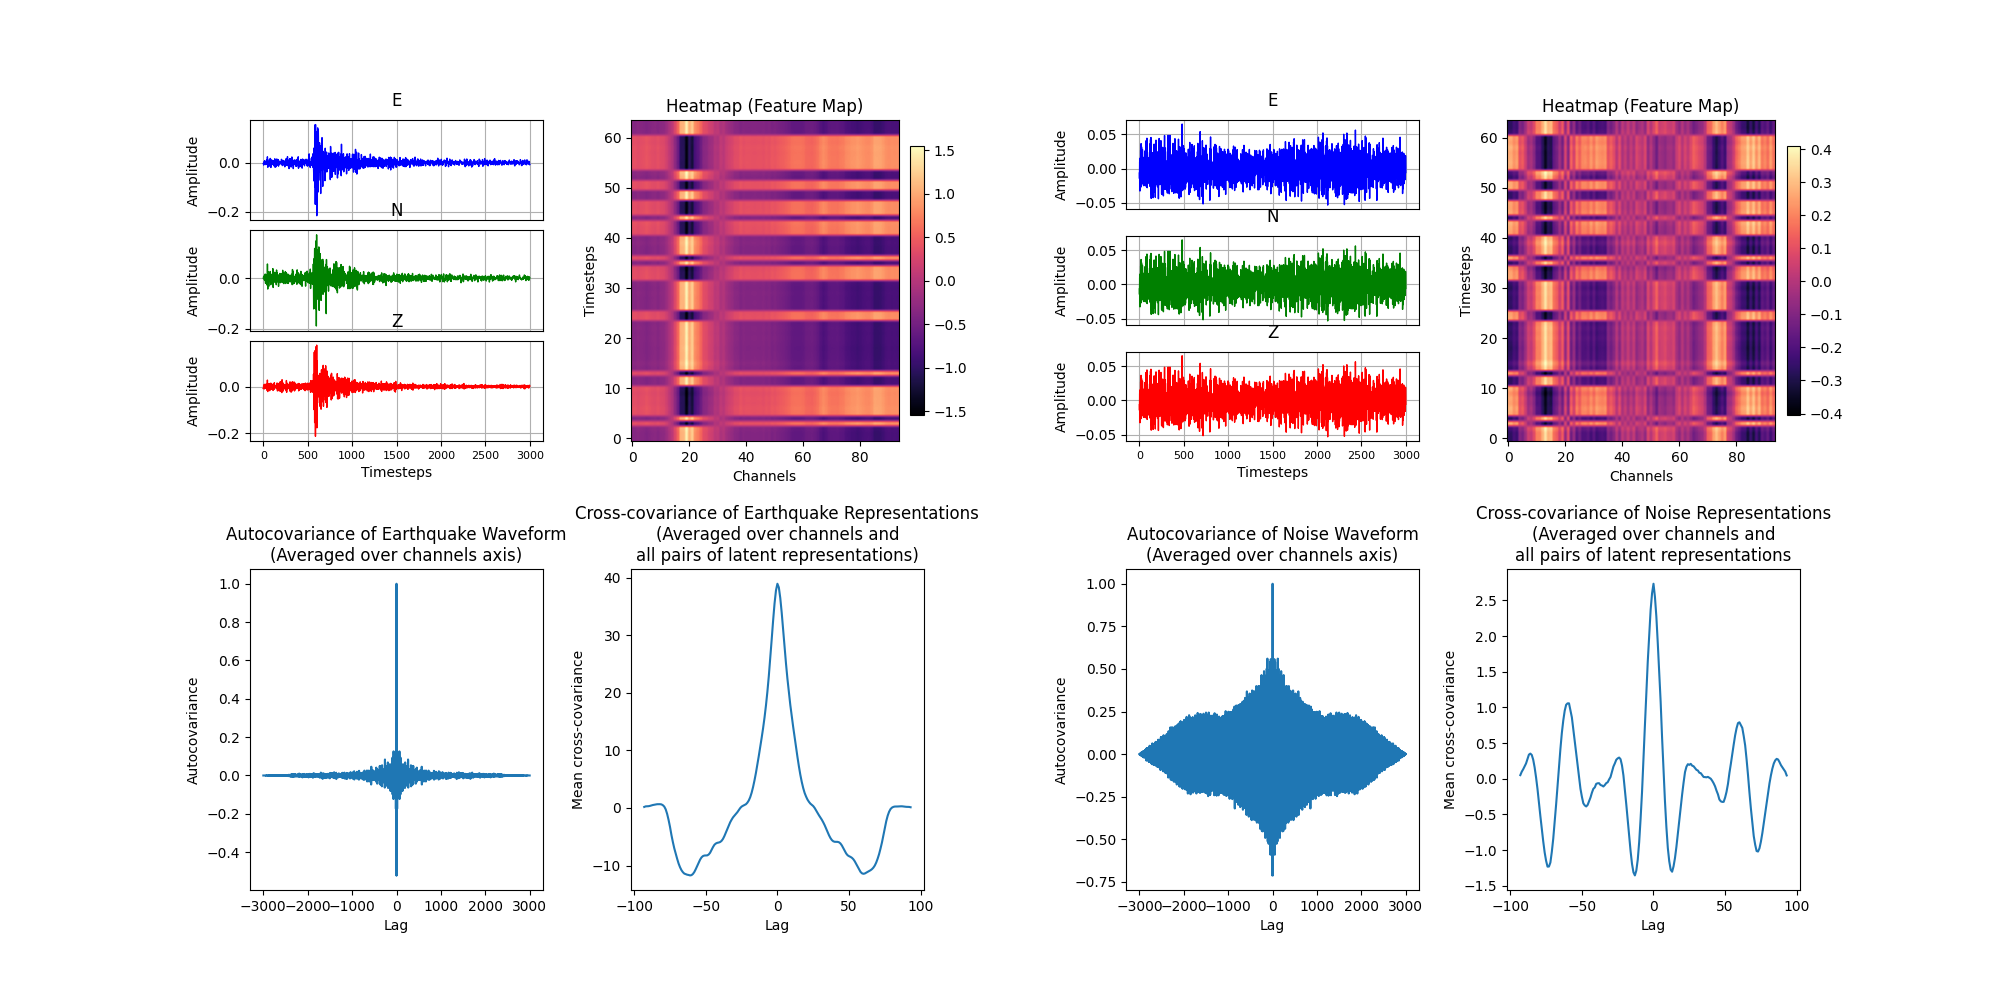 E
Amplitude
0.0
−0.2
N
Amplitude
0.0
−0.2
Z
Amplitude
0.0
−0.2
0 500 1000 1500 2000 2500 3000
Timesteps
Heatmap (Feature Map)
Timesteps
60
50
40
30
20
10
0
0 20 40 60 80
Channels
1.5
1.0
0.5
0.0
−0.5
−1.0
−1.5
E
Amplitude
0.05
0.00
−0.05
N
Amplitude
0.05
0.00
−0.05
Z
Amplitude
0.05
0.00
−0.05
0 500 1000 1500 2000 2500 3000
Timesteps
Heatmap (Feature Map)
Timesteps
60
50
40
30
20
10
0
0 20 40 60 80
Channels
0.4
0.3
0.2
0.1
0.0
−0.1
−0.2
−0.3
−0.4
Autocovariance of Earthquake Waveform
(Averaged over channels axis)
Autocovariance
1.0
0.8
0.6
0.4
0.2
0.0
−0.2
−0.4
−3000 −2000 −1000 0 1000 2000 3000
Lag
Cross-covariance of Earthquake Representations
(Averaged over channels and
all pairs of latent representations)
Mean cross-covariance
40
30
20
10
0
−10
−100 −50 0 50 100
Lag
Autocovariance of Noise Waveform
(Averaged over channels axis)
Autocovariance
1.00
0.75
0.50
0.25
0.00
−0.25
−0.50
−0.75
−3000 −2000 −1000 0 1000 2000 3000
Lag
Cross-covariance of Noise Representations
(Averaged over channels and
all pairs of latent representations
Mean cross-covariance
2.5
2.0
1.5
1.0
0.5
0.0
−0.5
−1.0
−1.5
−100 −50 0 50 100
Lag